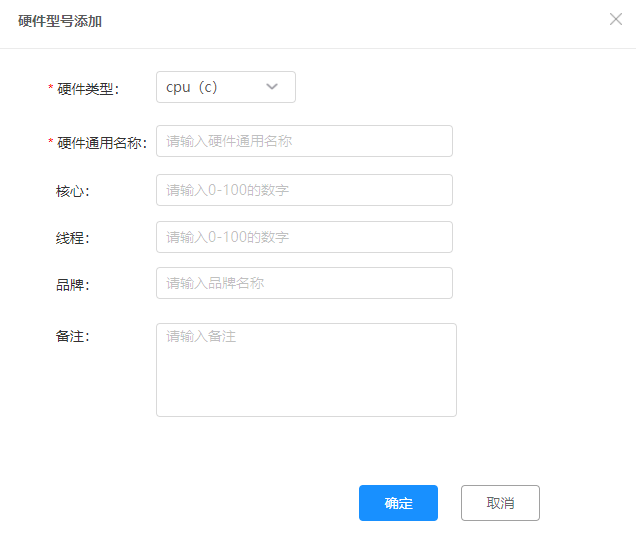 硬件型号添加
* 硬件类型： cpu（c）
* 硬件通用名称： 请输入硬件通用名称
核心： 请输入0-100的数字
线程： 请输入0-100的数字
品牌： 请输入品牌名称
备注： 请输入备注
确定 取消